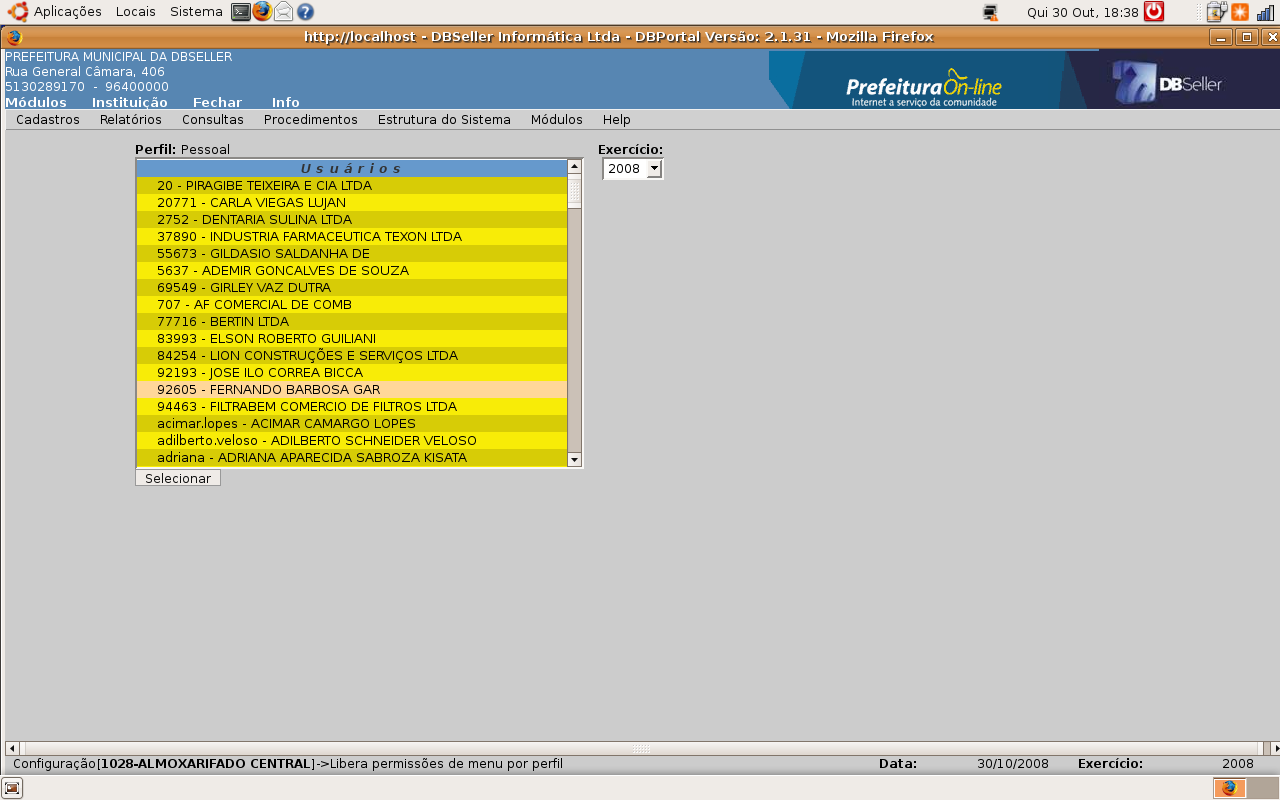 Aplicações Locais Sistema Qui 30 Out, 18:38
http://localhost - DBSeller Informática Ltda - DBPortal Versão: 2.1.31 - Mozilla Firefox
PREFEITURA MUNICIPAL DA DBSELLER
Rua General Câmara, 406
5130289170 - 96400000
PrefeituraOn-line
Internet a serviço da comunidade
DBSeller
Módulos Instituição Fechar Info
Cadastros Relatórios Consultas Procedimentos Estrutura do Sistema Módulos Help
Perfil: Pessoal Exercício:
Usuários 2008
20 - PIRAGIBE TEIXEIRA E CIA LTDA
20771 - CARLA VIEGAS LUJAN
2752 - DENTARIA SULINA LTDA
37890 - INDUSTRIA FARMACEUTICA TEXON LTDA
55673 - GILDASIO SALDANHA DE
5637 - ADEMIR GONCALVES DE SOUZA
69549 - GIRLEY VAZ DUTRA
707 - AF COMERCIAL DE COMB
77716 - BERTIN LTDA
83993 - ELSON ROBERTO GUILIANI
84254 - LION CONSTRUÇÕES E SERVIÇOS LTDA
92193 - JOSE ILO CORREA BICCA
92605 - FERNANDO BARBOSA GAR
94463 - FILTRABEM COMERCIO DE FILTROS LTDA
acimar.lopes - ACIMAR CAMARGO LOPES
adilberto.veloso - ADILBERTO SCHNEIDER VELOSO
adriana - ADRIANA APARECIDA SABROZA KISATA
Selecionar
Configuração[1028-ALMOXARIFADO CENTRAL]->Libera permissões de menu por perfil Data: 30/10/2008 Exercício: 2008